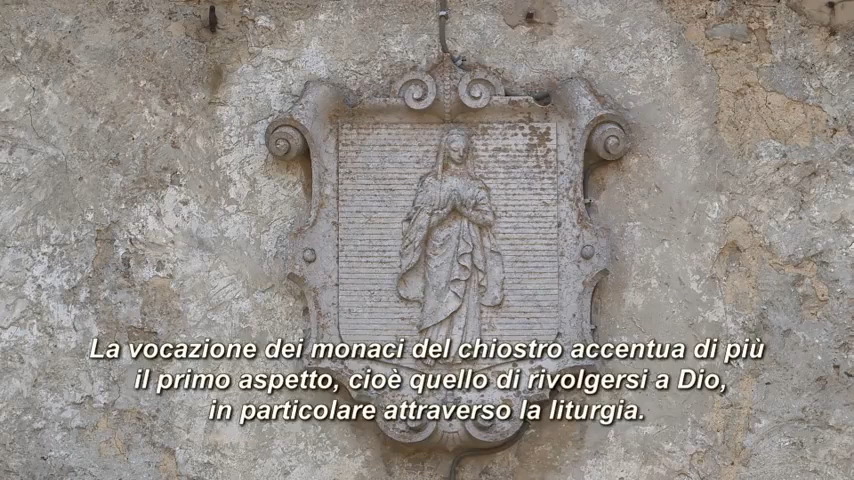 La vocazione dei monaci del chiostro accentua di più
il primo aspetto, cioè quello di rivolgersi a Dio,
in particolare attraverso la liturgia.